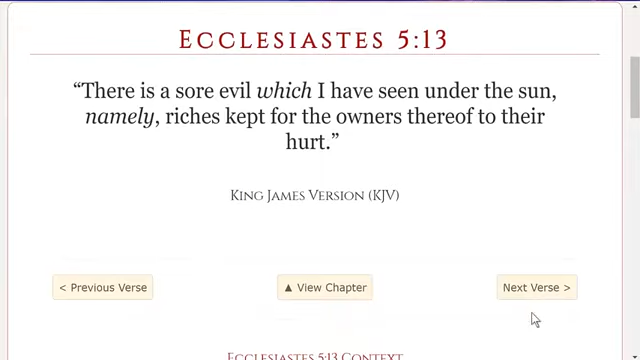 Ecclesiastes 5:13
“There is a sore evil which I have seen under the sun,
namely, riches kept for the owners thereof to their
hurt.”
King James Version (KJV)
< Previous Verse
▲ View Chapter
Next Verse >
Ecclesiastes 5:13 Context